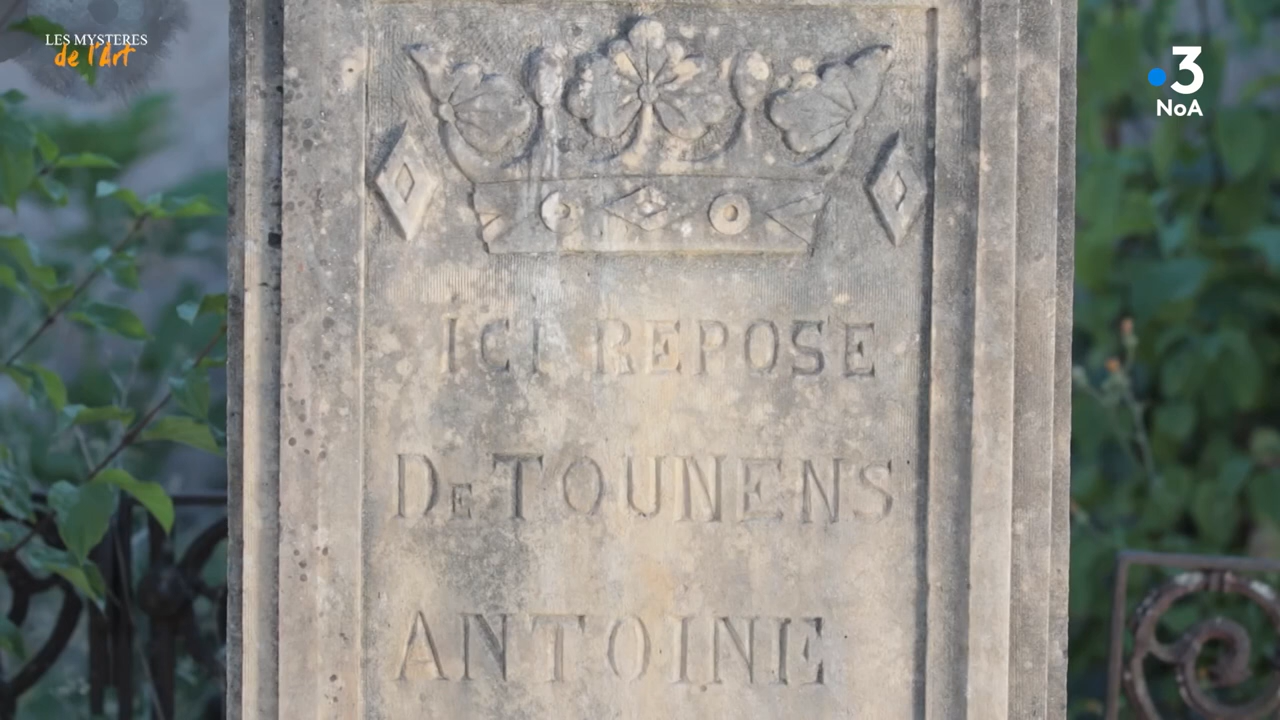 LES MYSTERES
de l'Art
3
NoA
ICI REPOSE
De TOUNENS
ANTOINE